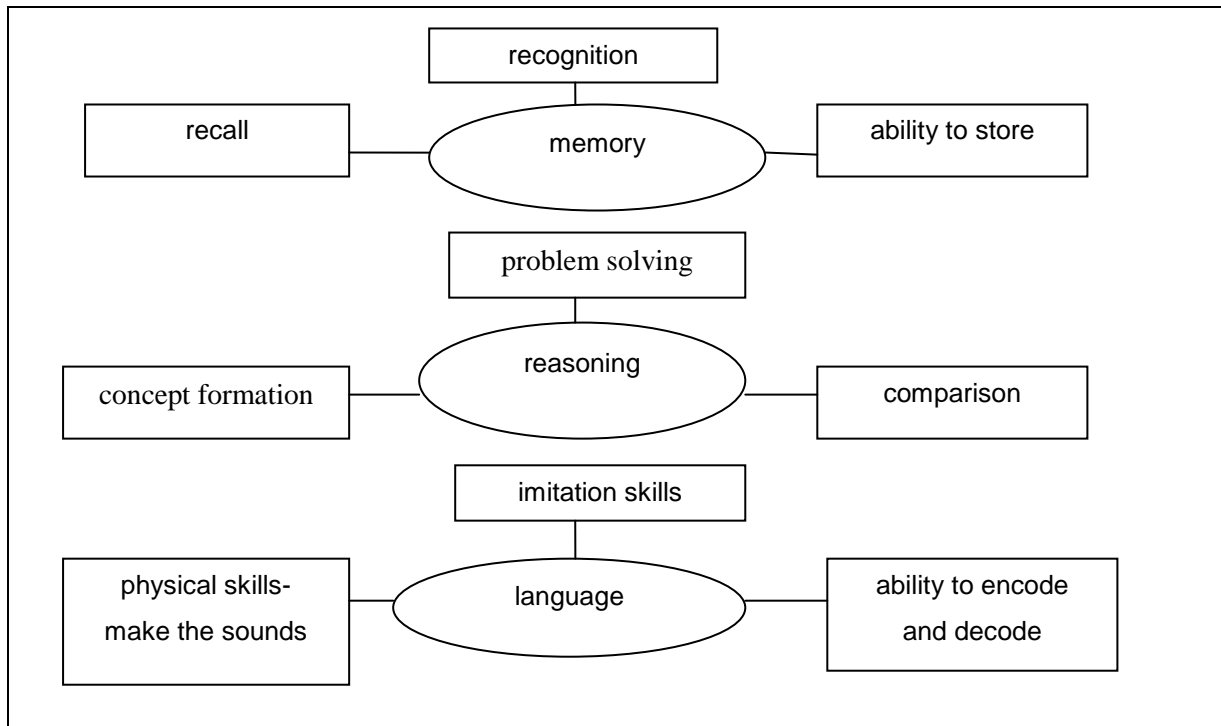 recognition
recall
memory
ability to store
problem solving
reasoning
concept formation
comparison
imitation skills
physical skills-
make the sounds
language
ability to encode
and decode